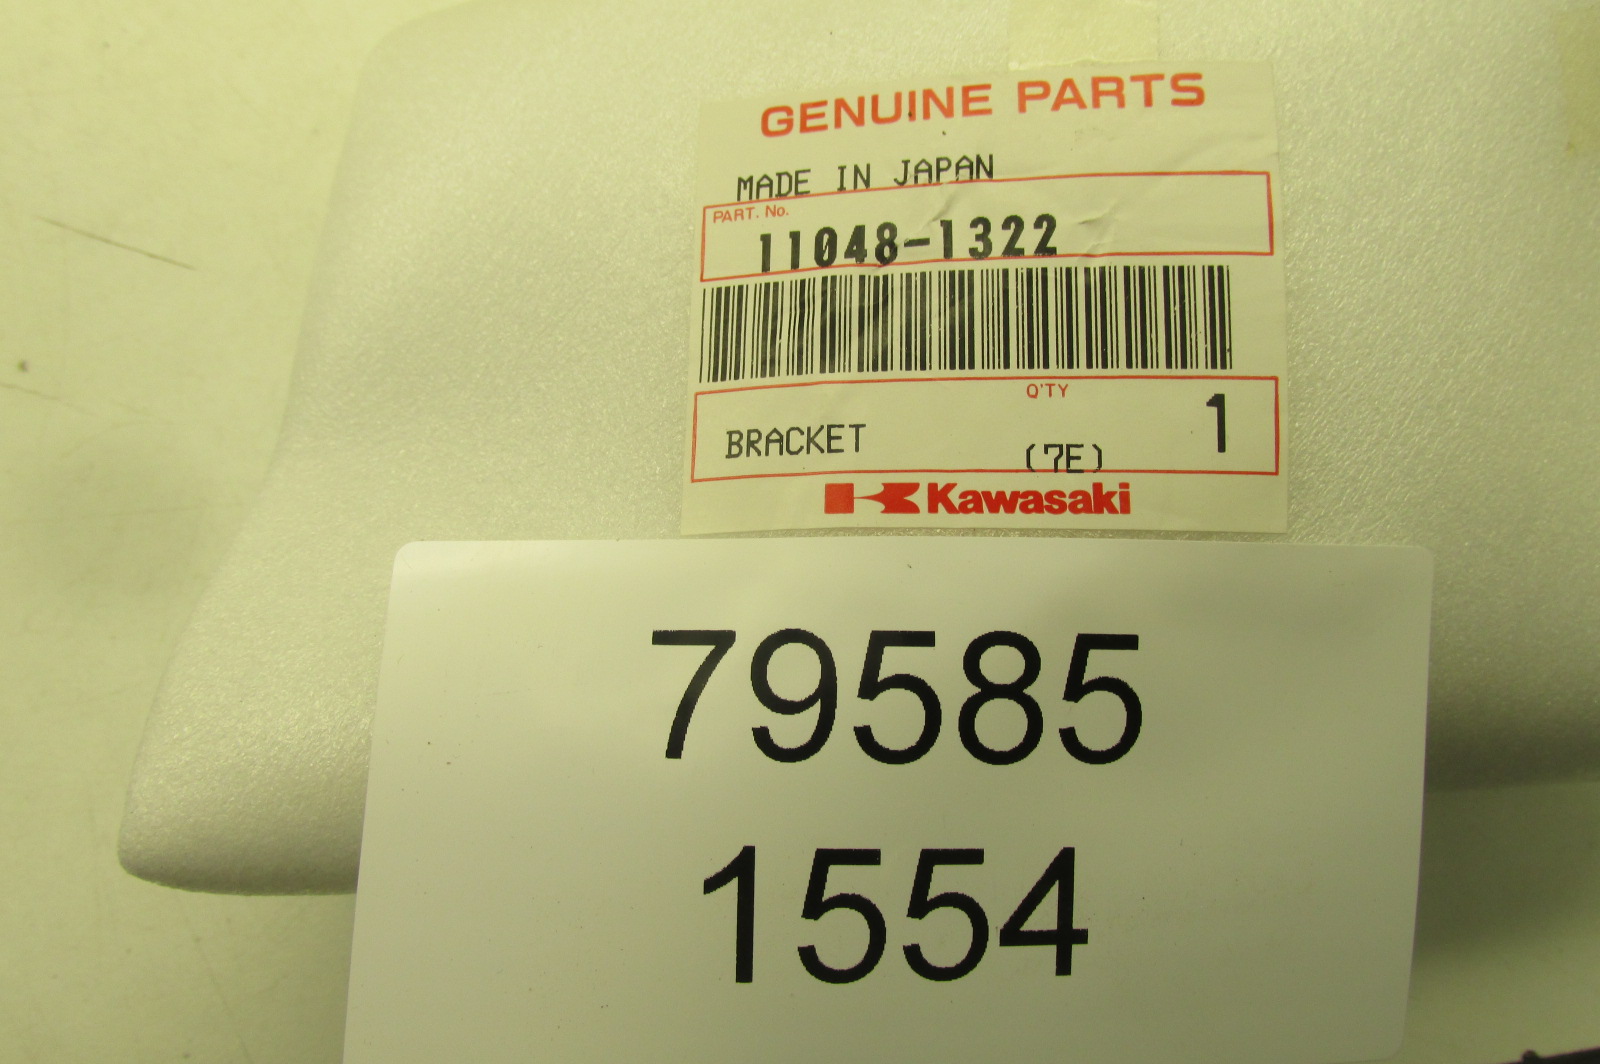 GENUINE PARTS
MADE IN JAPAN
PART. No.
11048-1322
Q'TY
BRACKET (7E) 1
Kawasaki
79585
1554